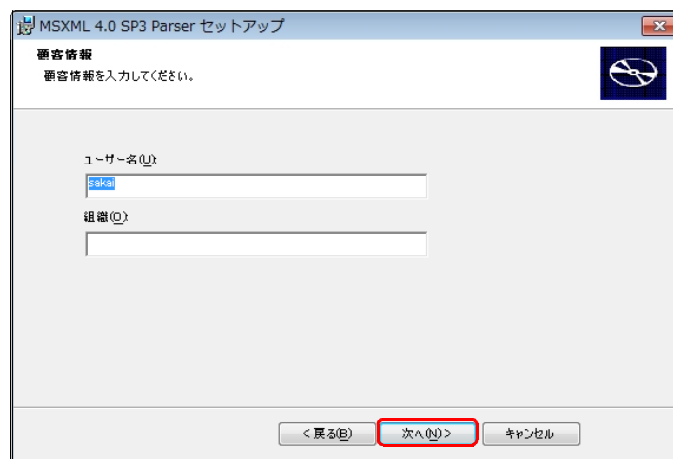 MSXML 4.0 SP3 Parser セットアップ
顧客情報
顧客情報を入力してください。
ユーザー名(U):
sakai
組織(O):
< 戻る(B)
次へ(N) >
キャンセル